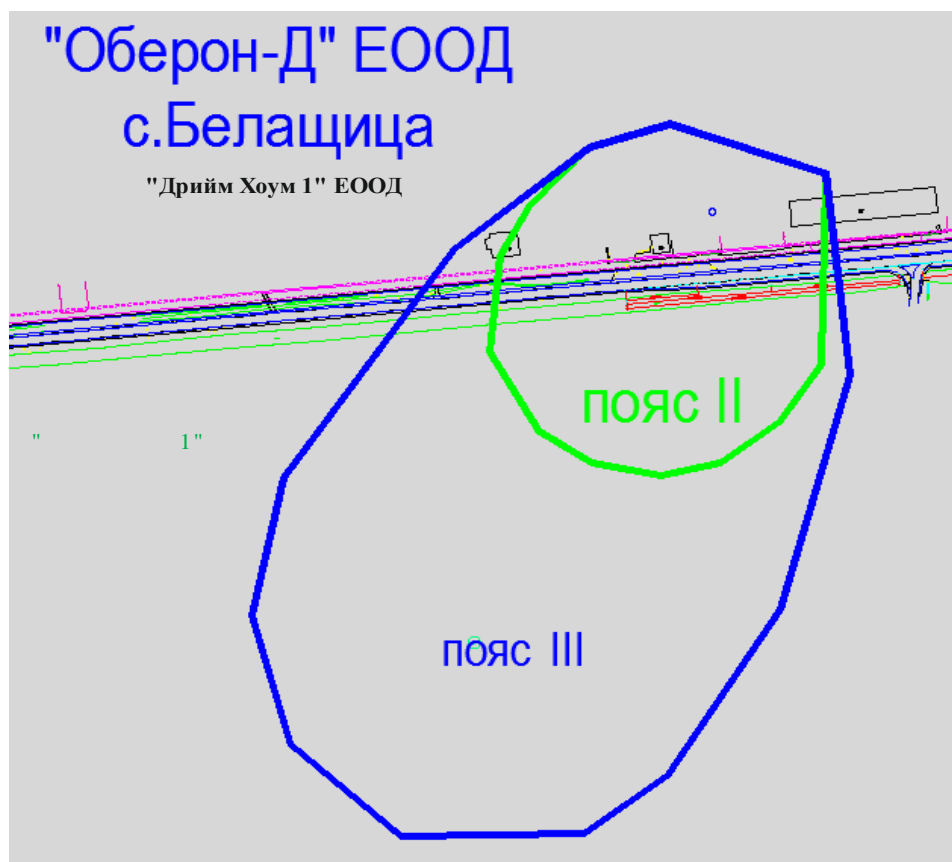 "Оберон-Д" ЕООД
с.Белащица
"Дрийм Хоум 1" ЕООД
пояс II
" 1"
пояс III